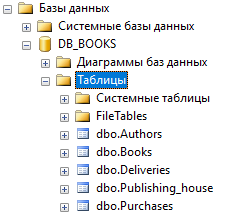 Базы данных
Системные базы данных
DB_BOOKS
Диаграммы баз данных
Таблицы
Системные таблицы
FileTables
dbo.Authors
dbo.Books
dbo.Deliveries
dbo.Publishing_house
dbo.Purchases